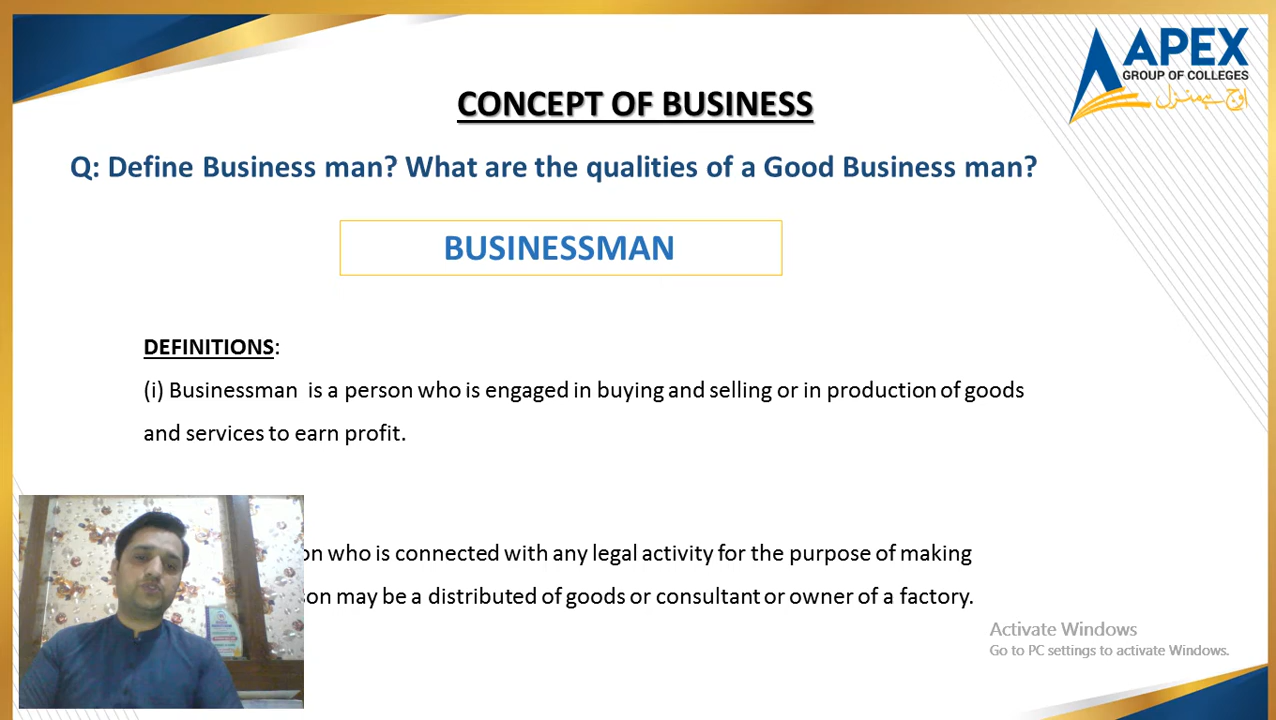 APEX
GROUP OF COLLEGES
اوج ہے منزل
CONCEPT OF BUSINESS
Q: Define Business man? What are the qualities of a Good Business man?
BUSINESSMAN
DEFINITIONS:
(i) Businessman is a person who is engaged in buying and selling or in production of goods
and services to earn profit.
who is connected with any legal activity for the purpose of making
may be a distributed of goods or consultant or owner of a factory.
Activate Windows
Go to PC settings to activate Windows.